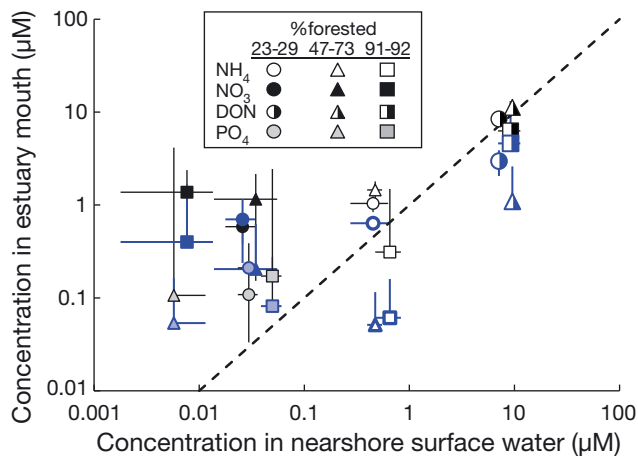 100
10
1
0.1
0.01
0.001
0.01
0.1
1
10
100
Concentration in estuary mouth (µM)
Concentration in nearshore surface water (µM)
%forested
23-29 47-73 91-92
NH4
NO3
DON
PO4